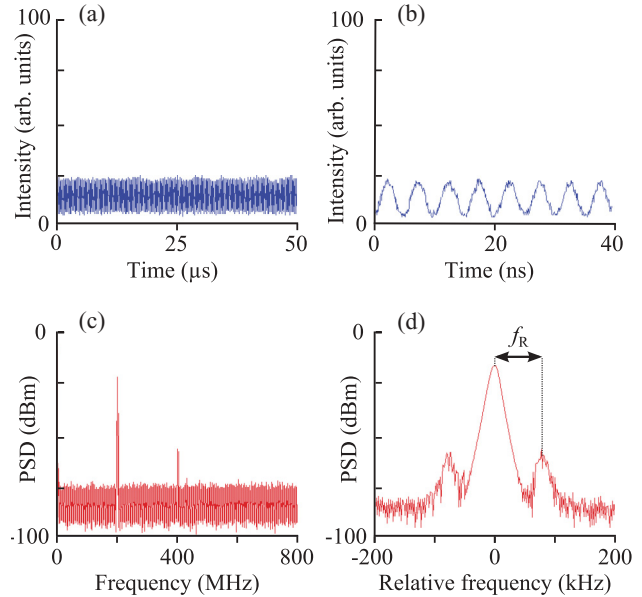 (a)
100
Intensity (arb. units)
0
0
25
50
Time (µs)
(b)
100
Intensity (arb. units)
0
0
20
40
Time (ns)
(c)
0
PSD (dBm)
-100
0
400
800
Frequency (MHz)
(d)
fR
0
PSD (dBm)
-100
-200
0
200
Relative frequency (kHz)